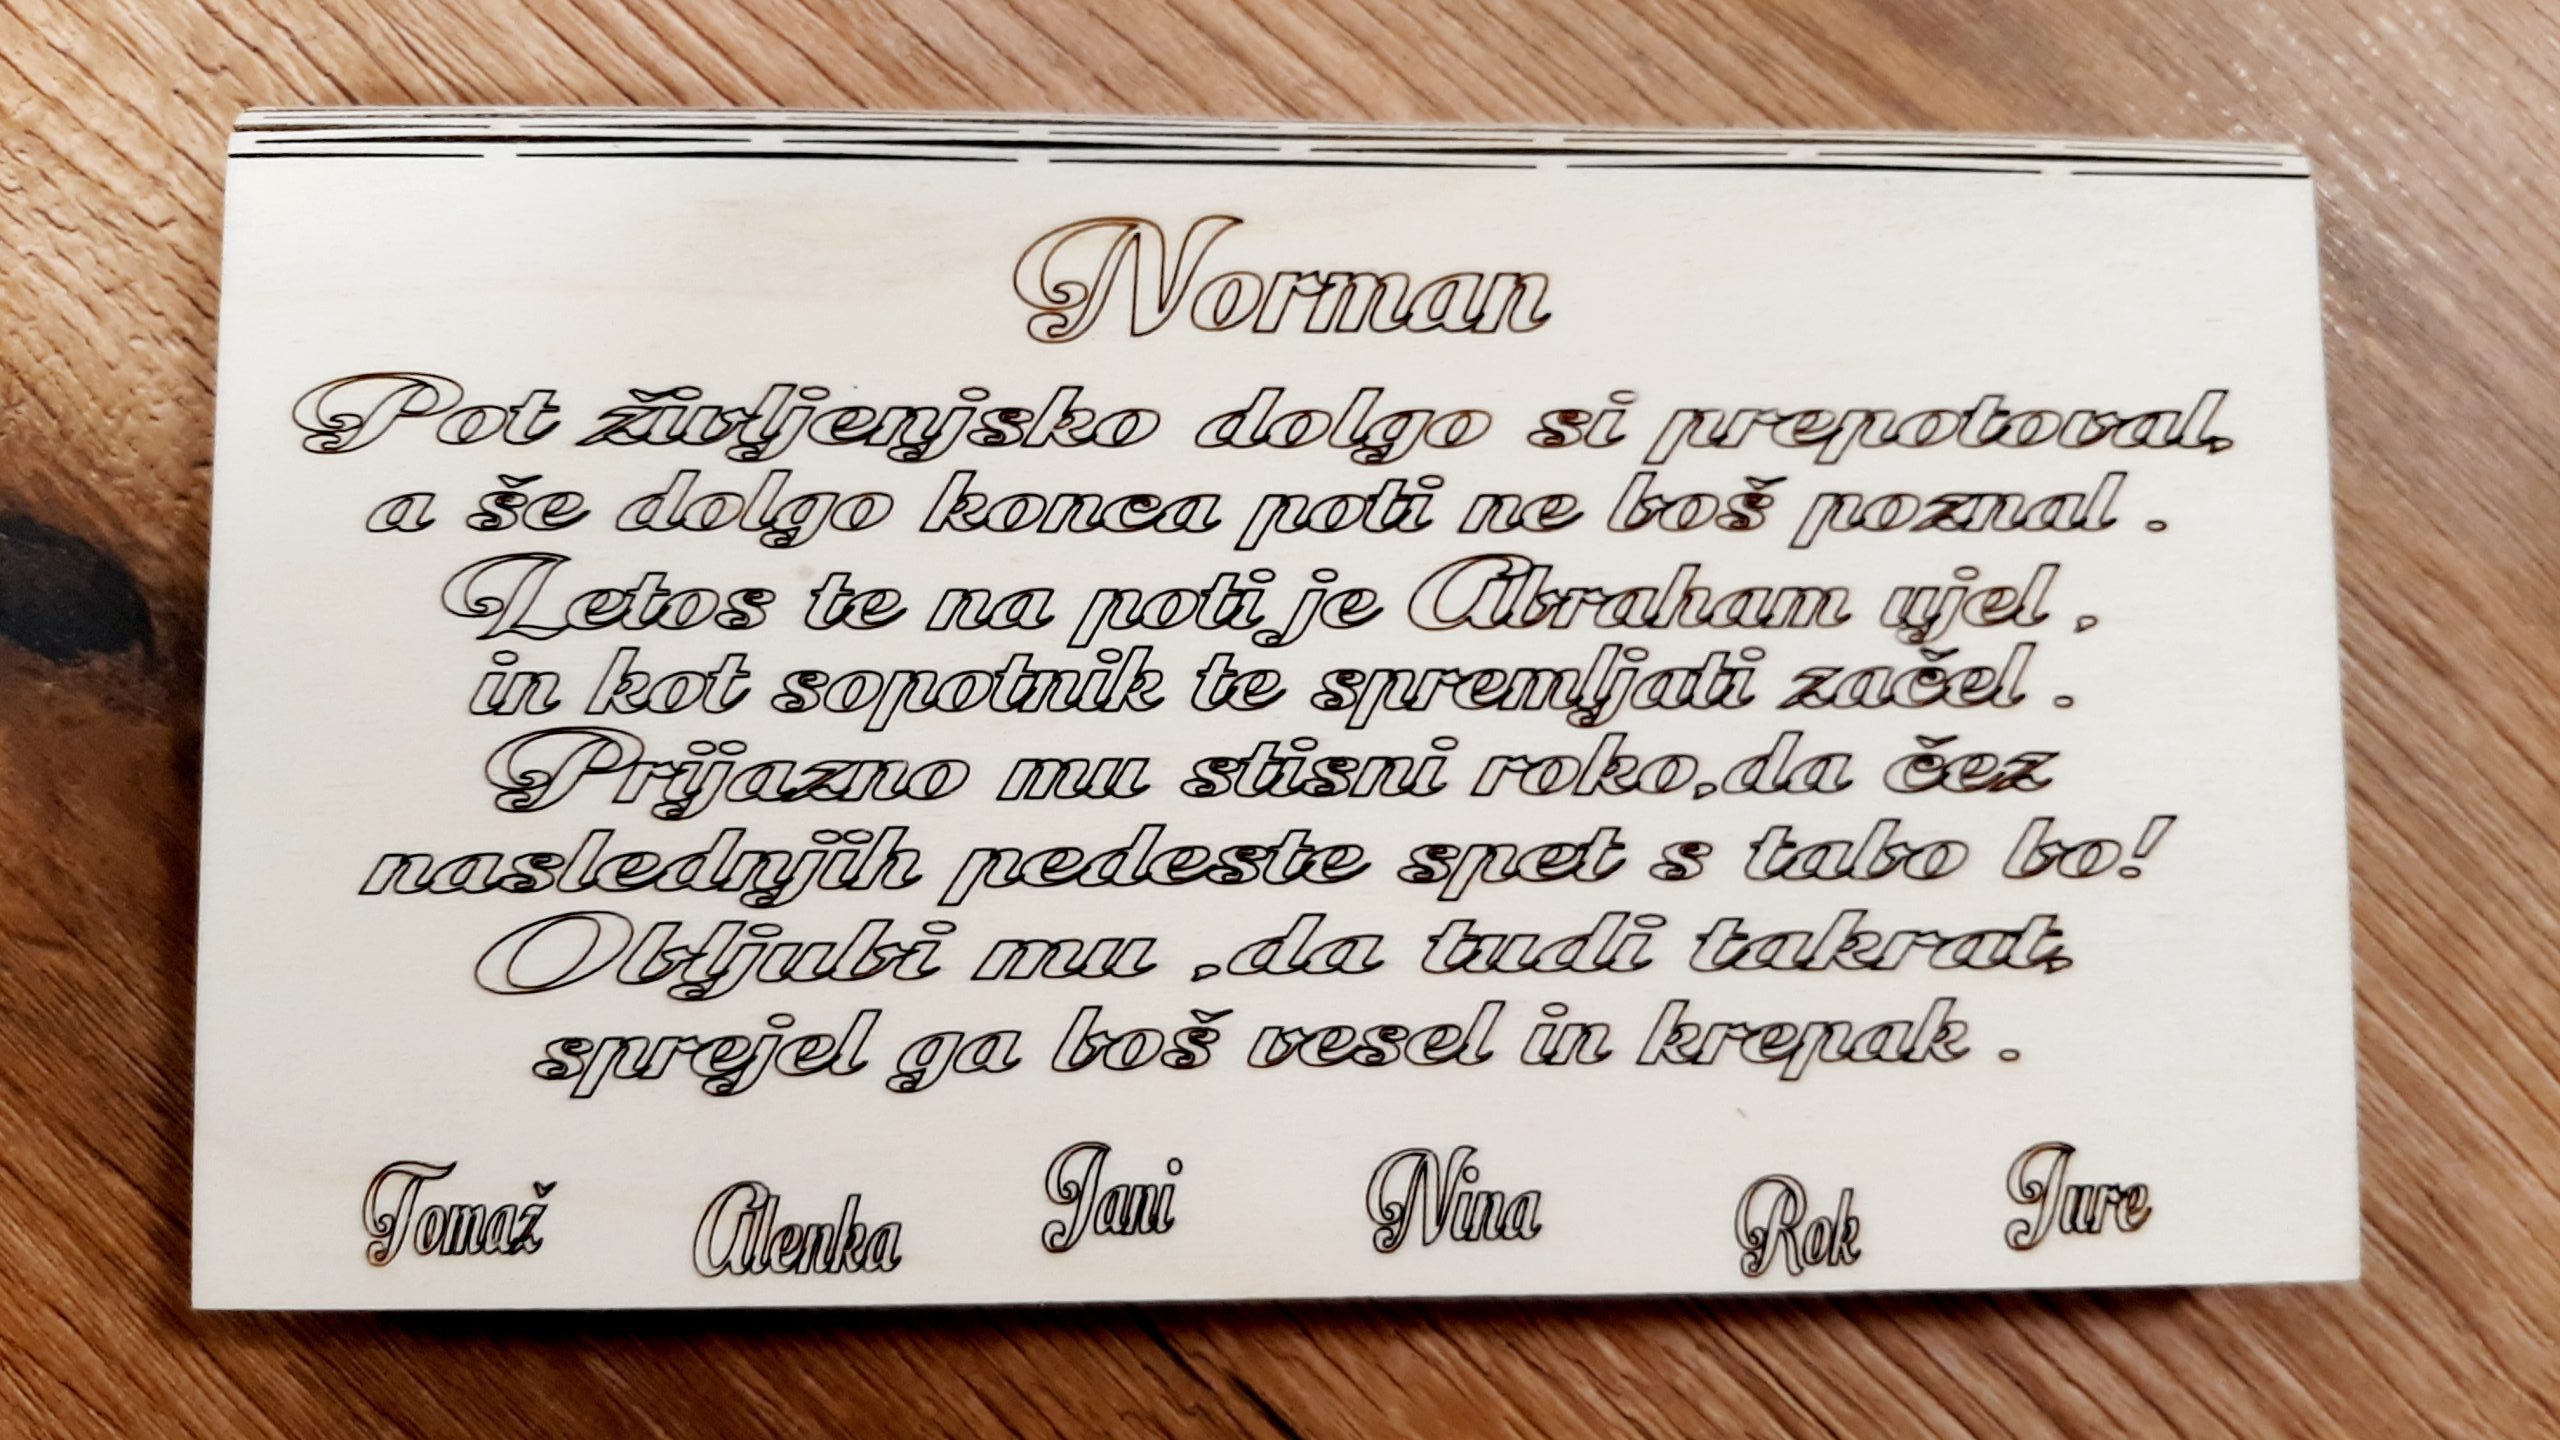 Norman
Pot življenjsko dolgo si prepotoval,
a še dolgo konca poti ne boš poznal .
Letos te na poti je Abraham ujel ,
in kot sopotnik te spremljati začel .
Prijazno mu stisni roko,da čez
naslednjih pedeste spet s tabo bo!
Obljubi mu ,da tudi takrat,
sprejel ga boš vesel in krepak .
Tomaž Alenka Jani Nina Rok Jure